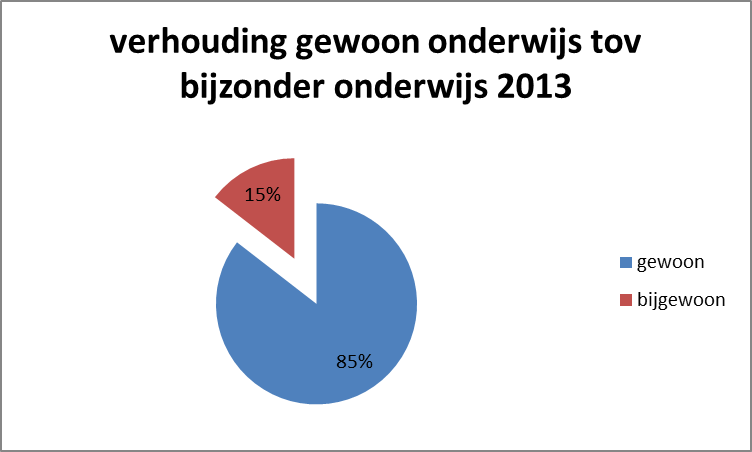 verhouding gewoon onderwijs tov
bijzonder onderwijs 2013
15%
85%
gewoon
bijgewoon